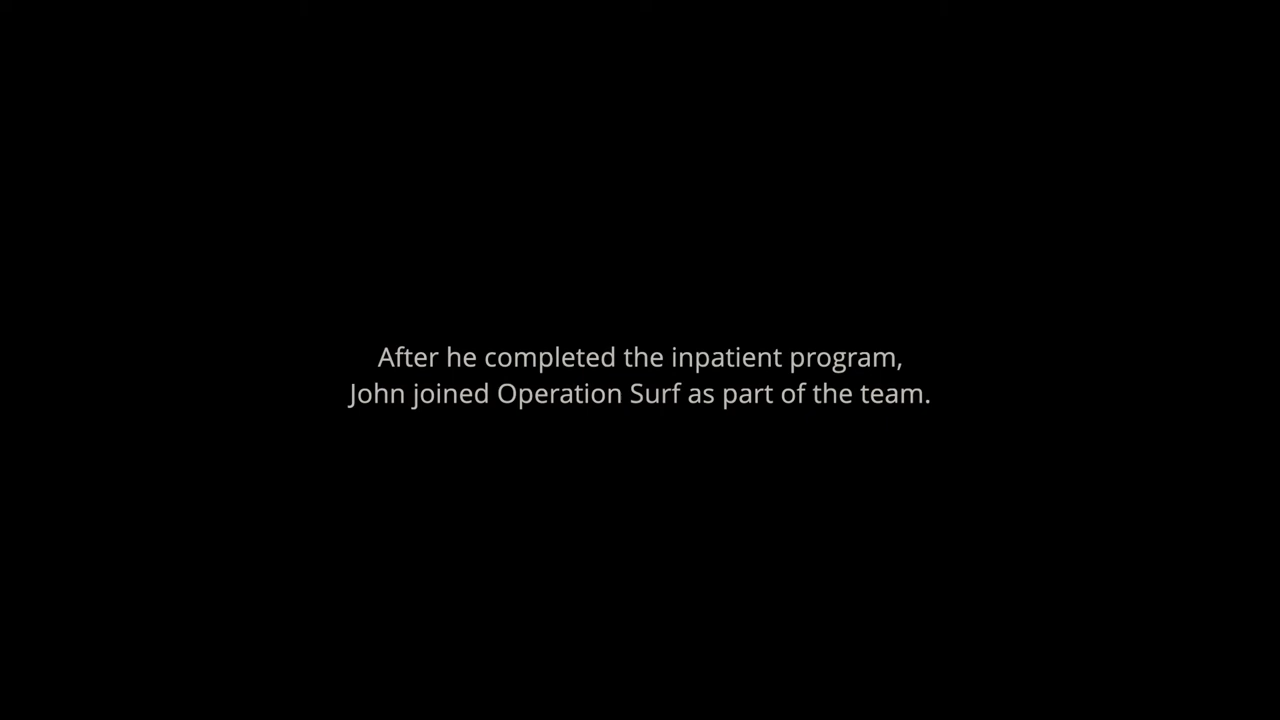 After he completed the inpatient program,
John joined Operation Surf as part of the team.